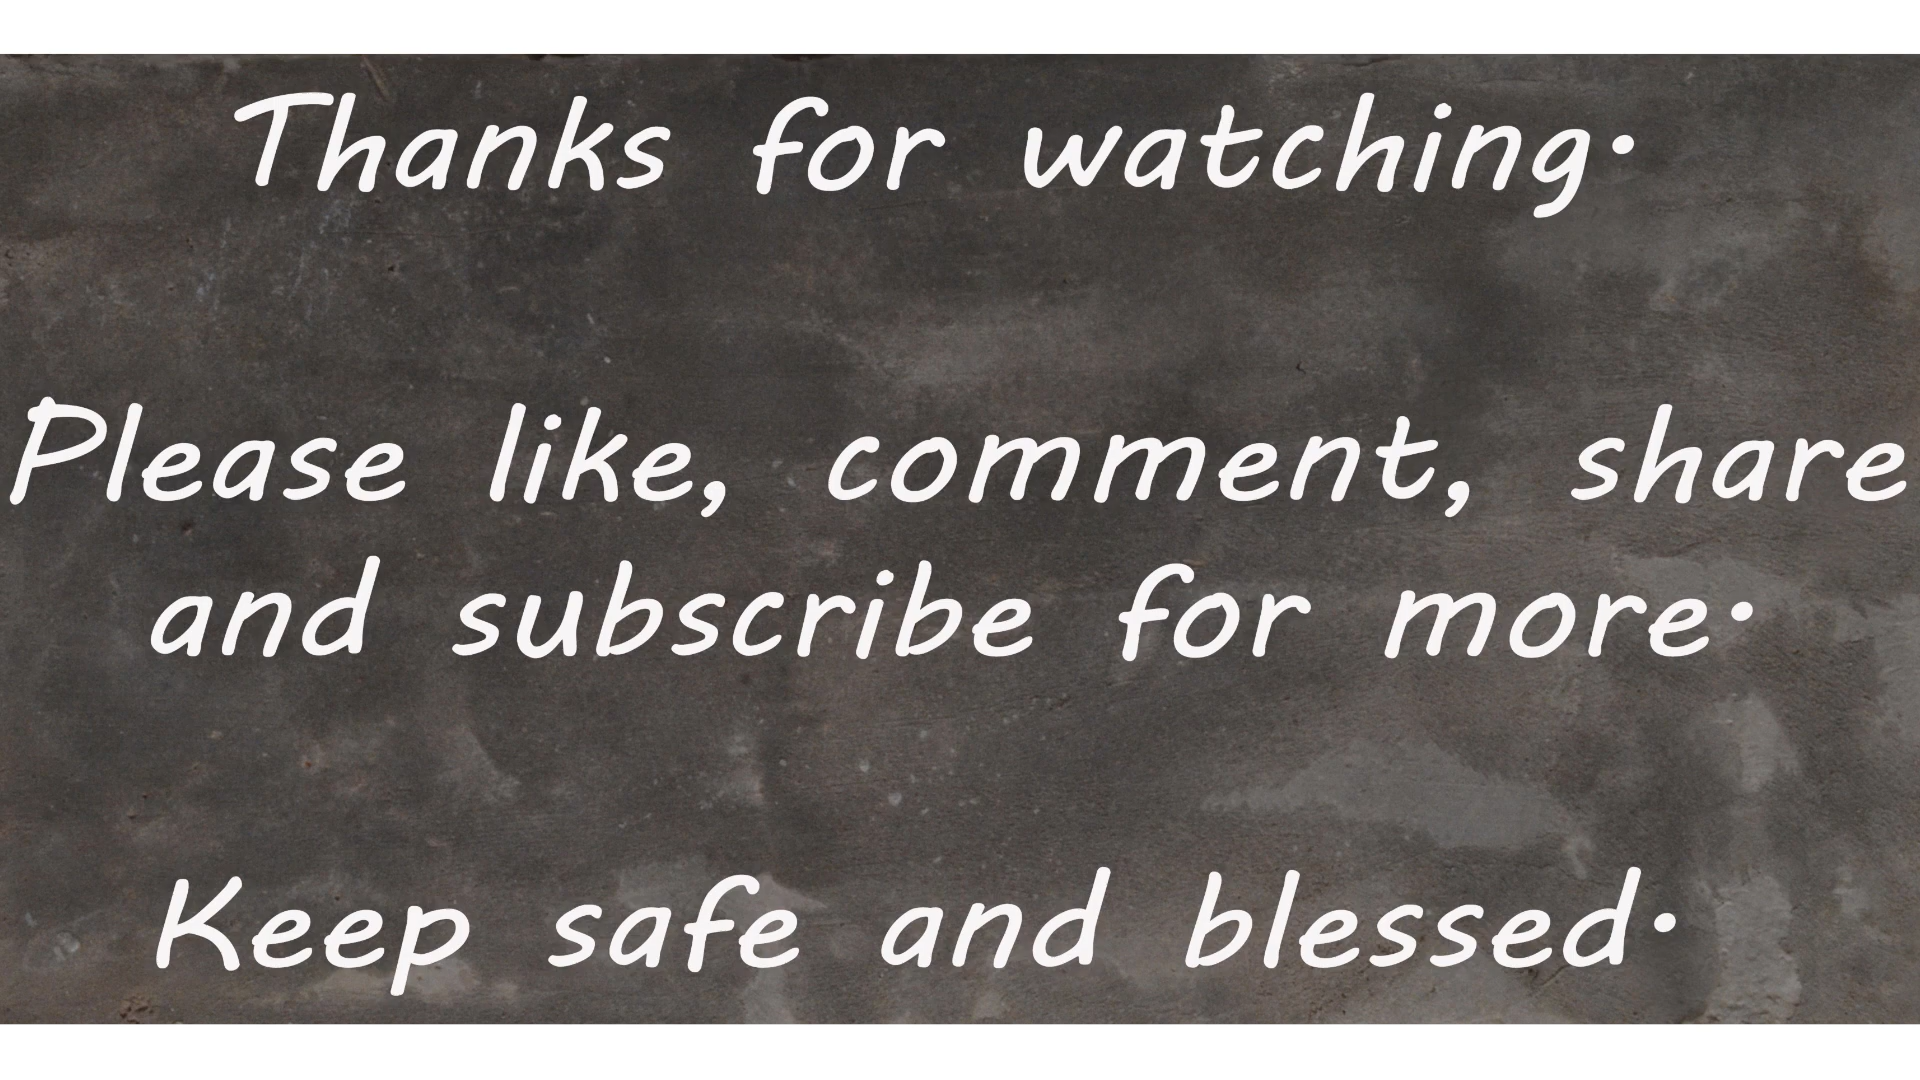 Thanks for watching.
Please like, comment, share
and subscribe for more.
Keep safe and blessed.